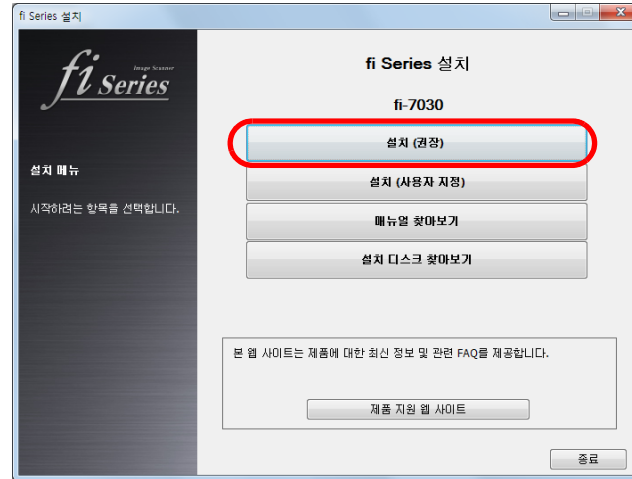 fi Series 설치
Image Scanner
fi Series
설치 메뉴
시작하려는 항목을 선택합니다.
fi Series 설치
fi-7030
설치 (권장)
설치 (사용자 지정)
매뉴얼 찾아보기
설치 디스크 찾아보기
본 웹 사이트는 제품에 대한 최신 정보 및 관련 FAQ를 제공합니다.
제품 지원 웹 사이트
종료